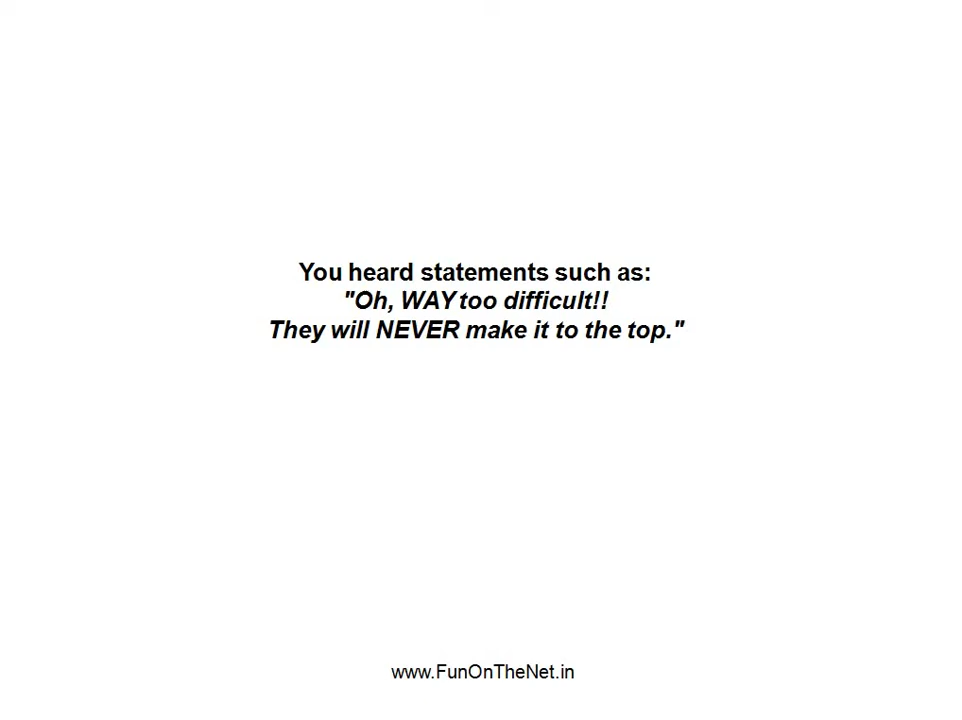 You heard statements such as:
"Oh, WAY too difficult!!
They will NEVER make it to the top."
www.FunOnTheNet.in